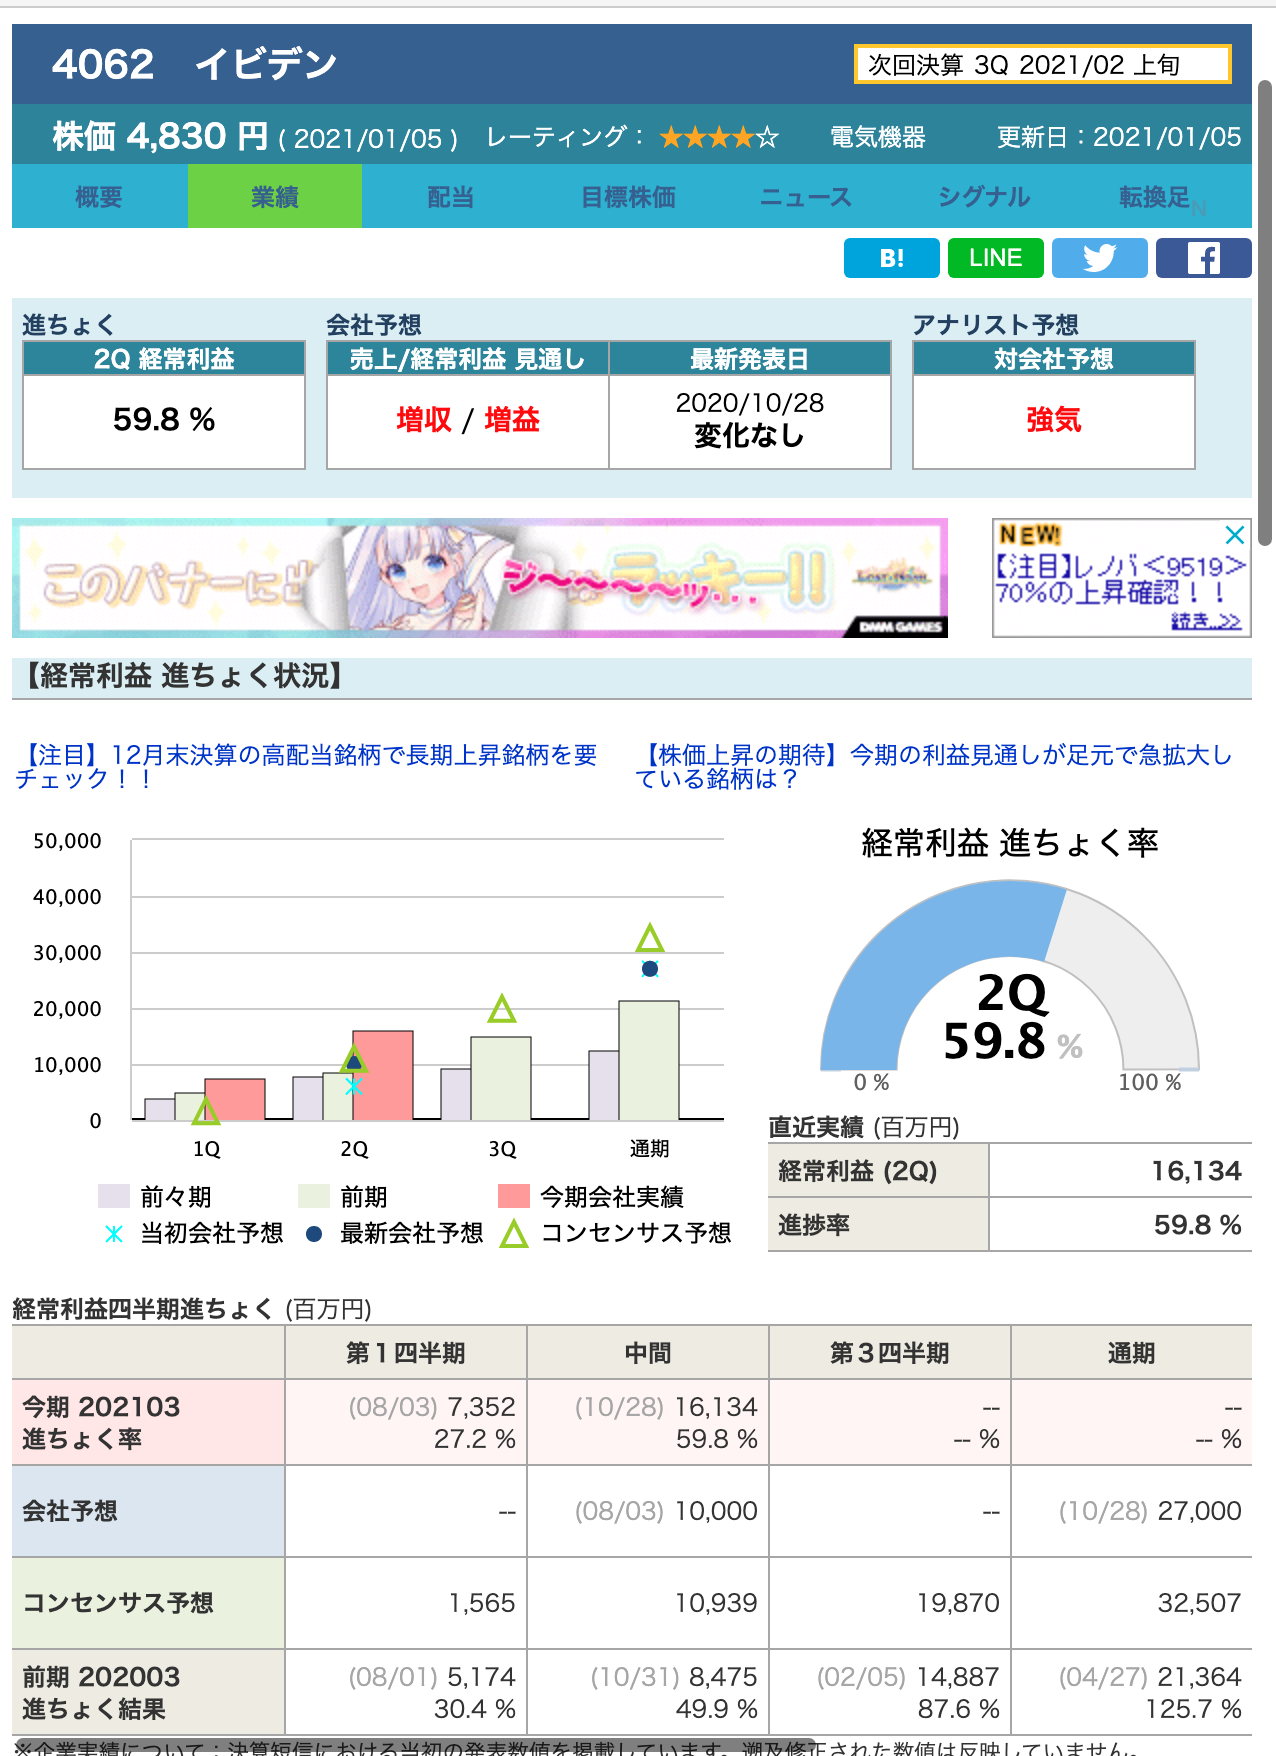 4062 イビデン
次回決算 3Q 2021/02 上旬
株価 4,830 円 ( 2021/01/05 ) レーティング： ★★★★☆ 電気機器 更新日：2021/01/05
概要 業績 配当 目標株価 ニュース シグナル 転換足
N
B! LINE
進ちょく 会社予想 アナリスト予想
2Q 経常利益 売上/経常利益 見通し 最新発表日 対会社予想
59.8 % 増収 / 増益 2020/10/28 強気
変化なし
このバナーに出
ジ〜〜〜〜ッ...
ラッキー!!
DMM GAMES
NEW!
【注目】レノバ<9519>
70%の上昇確認！！
続き...>>
【経常利益 進ちょく状況】
【注目】12月末決算の高配当銘柄で長期上昇銘柄を要
チェック！！
【株価上昇の期待】今期の利益見通しが足元で急拡大し
ている銘柄は？
50,000
40,000
30,000
20,000
10,000
0
1Q 2Q 3Q 通期
前々期 前期 今期会社実績
当初会社予想 最新会社予想 コンセンサス予想
経常利益 進ちょく率
2Q
59.8 %
0 % 100 %
直近実績 (百万円)
経常利益 (2Q) 16,134
進捗率 59.8 %
経常利益四半期進ちょく (百万円)
第１四半期 中間 第３四半期 通期
今期 202103 (08/03) 7,352 (10/28) 16,134 -- --
進ちょく率 27.2 % 59.8 % -- % -- %
会社予想 -- (08/03) 10,000 -- (10/28) 27,000
コンセンサス予想 1,565 10,939 19,870 32,507
前期 202003 (08/01) 5,174 (10/31) 8,475 (02/05) 14,887 (04/27) 21,364
進ちょく結果 30.4 % 49.9 % 87.6 % 125.7 %
※企業実績について：決算短信における当初の発表数値を掲載しています。遡及修正された数値は反映していません。